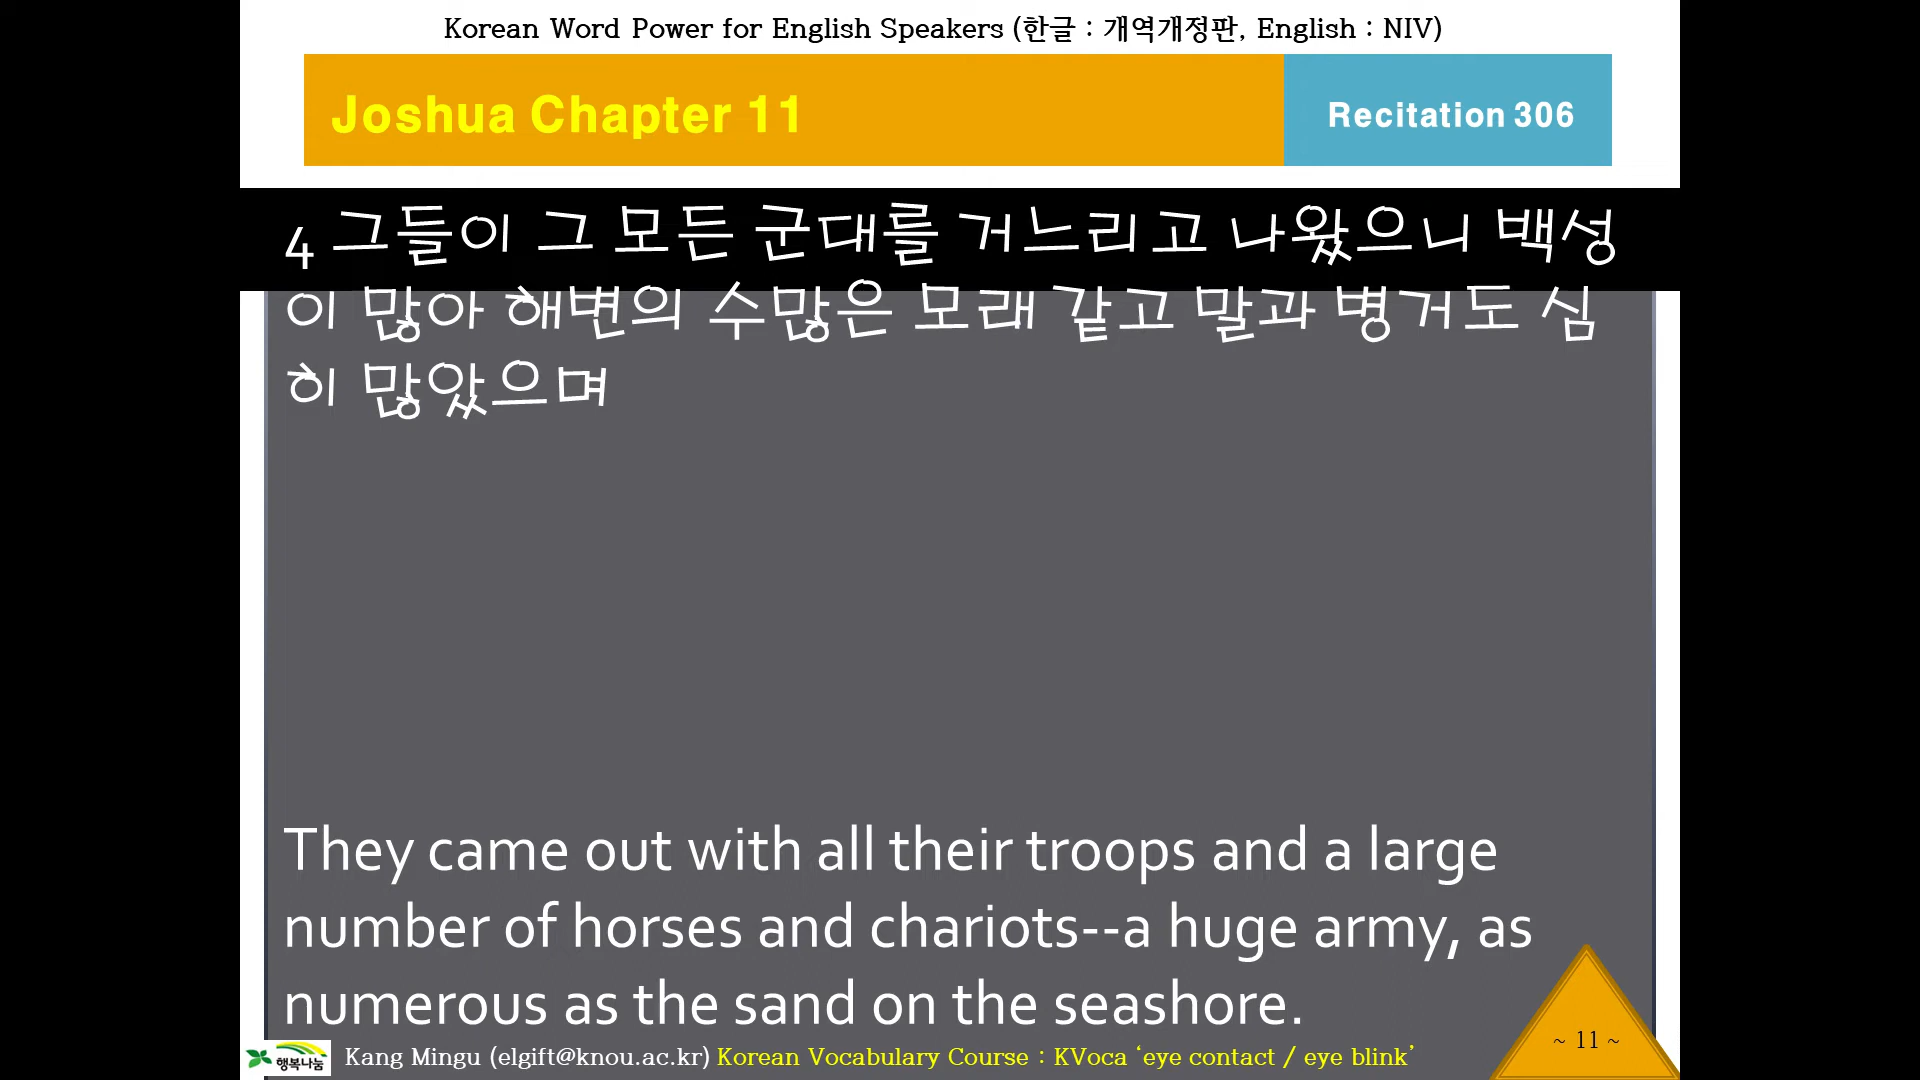 Korean Word Power for English Speakers (한글 : 개역개정판, English : NIV)
Joshua Chapter 11
Recitation 306
4 그들이 그 모든 군대를 거느리고 나왔으니 백성
이 많아 해변의 수많은 모래 같고 말과 병거도 심
히 많았으며
They came out with all their troops and a large
number of horses and chariots--a huge army, as
numerous as the sand on the seashore.
~ 11 ~
행복나눔
Kang Mingu (elgift@knou.ac.kr) Korean Vocabulary Course : KVoca ‘eye contact / eye blink’